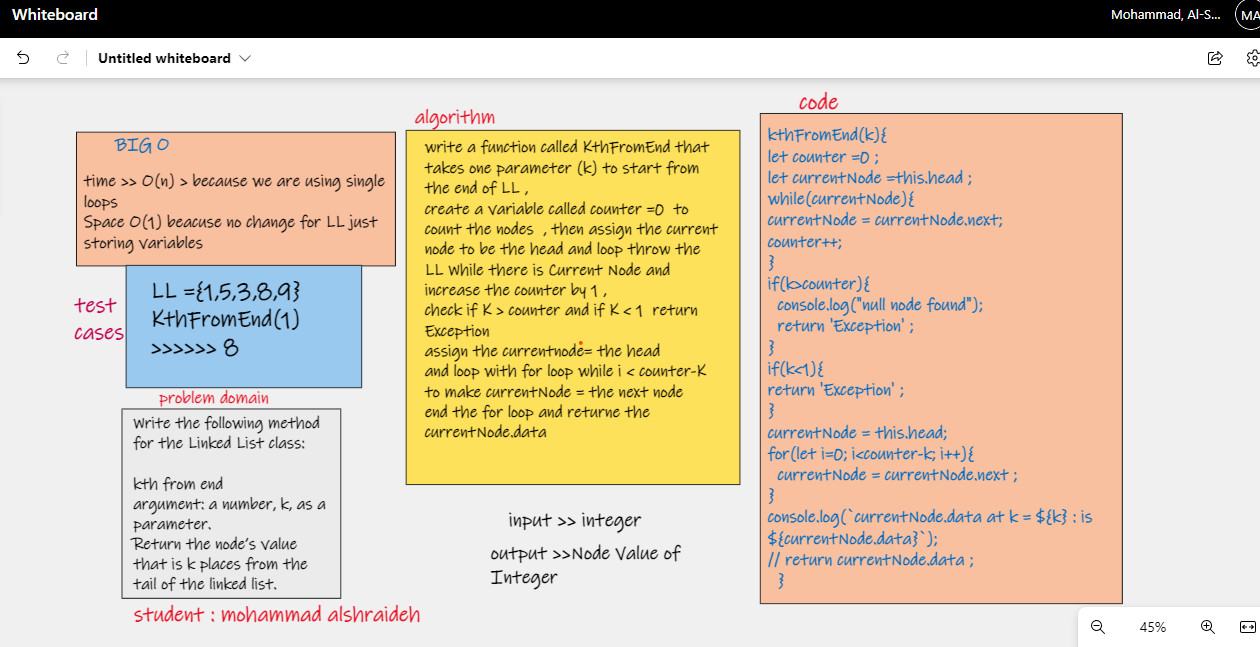 Whiteboard
Mohammad, Al-S...
MA
Untitled whiteboard
BIG O
time >> O(n) > because we are using single
loops
Space O(1) beacuse no change for LL just
storing variables
test
cases
LL ={1,5,3,8,9}
KthFromEnd(1)
>>>>>> 8
problem domain
Write the following method
for the Linked List class:
kth from end
argument: a number, k, as a
parameter.
Return the node's value
that is k places from the
tail of the linked list.
student : mohammad alshraideh
algorithm
write a function called KthFromEnd that
takes one parameter (k) to start from
the end of LL ,
create a variable called counter =0 to
count the nodes , then assign the current
node to be the head and loop throw the
LL While there is Current Node and
increase the counter by 1 ,
check if K > counter and if K < 1 return
Exception
assign the currentnode= the head
and loop with for loop while i < counter-K
to make currentNode = the next node
end the for loop and returne the
currentNode.data
input >> integer
output >>Node Value of
Integer
code
kthFromEnd(k){
let counter =0 ;
let currentNode =this.head ;
while(currentNode){
currentNode = currentNode.next;
counter++;
}
if(k>counter){
console.log("null node found");
return 'Exception' ;
}
if(k<1){
return 'Exception' ;
}
currentNode = this.head;
for(let i=0; i<counter-k; i++){
currentNode = currentNode.next ;
}
console.log(`currentNode.data at k = ${k} : is
${currentNode.data}`);
// return currentNode.data ;
}
45%